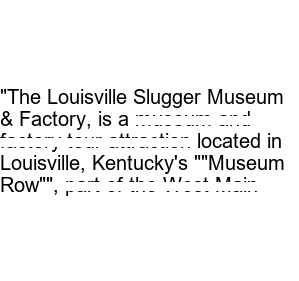 "The Louisville Slugger Museum
& Factory, is a museum and
factory tour attraction located in
Louisville, Kentucky's ""Museum
Row"", part of the West Main